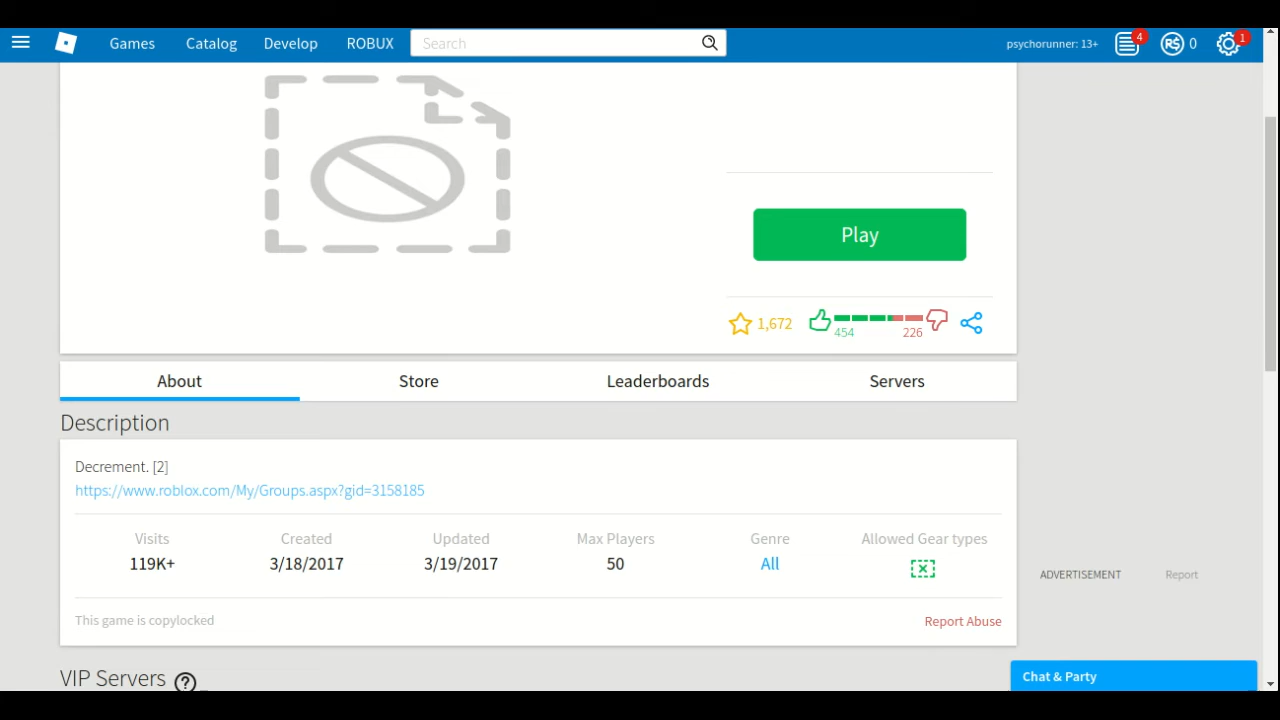 Games Catalog Develop ROBUX Search psychorunner: 13+ 4 R$ 0 1
Play
1,672 454 226
About Store Leaderboards Servers
Description
Decrement. [2]
https://www.roblox.com/My/Groups.aspx?gid=3158185
Visits Created Updated Max Players Genre Allowed Gear types
119K+ 3/18/2017 3/19/2017 50 All
ADVERTISEMENT Report
This game is copylocked Report Abuse
VIP Servers ?
Chat & Party